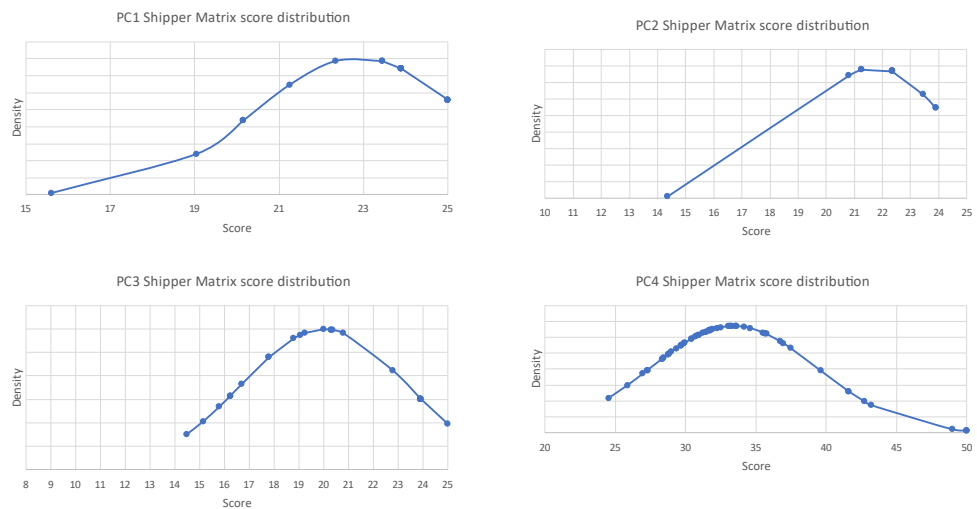 PC1 Shipper Matrix score distribution
Density
15 17 19 21 23 25
Score
PC2 Shipper Matrix score distribution
Density
10 11 12 13 14 15 16 17 18 19 20 21 22 23 24 25
Score
PC3 Shipper Matrix score distribution
Density
8 9 10 11 12 13 14 15 16 17 18 19 20 21 22 23 24 25
Score
PC4 Shipper Matrix score distribution
Density
20 25 30 35 40 45 50
Score